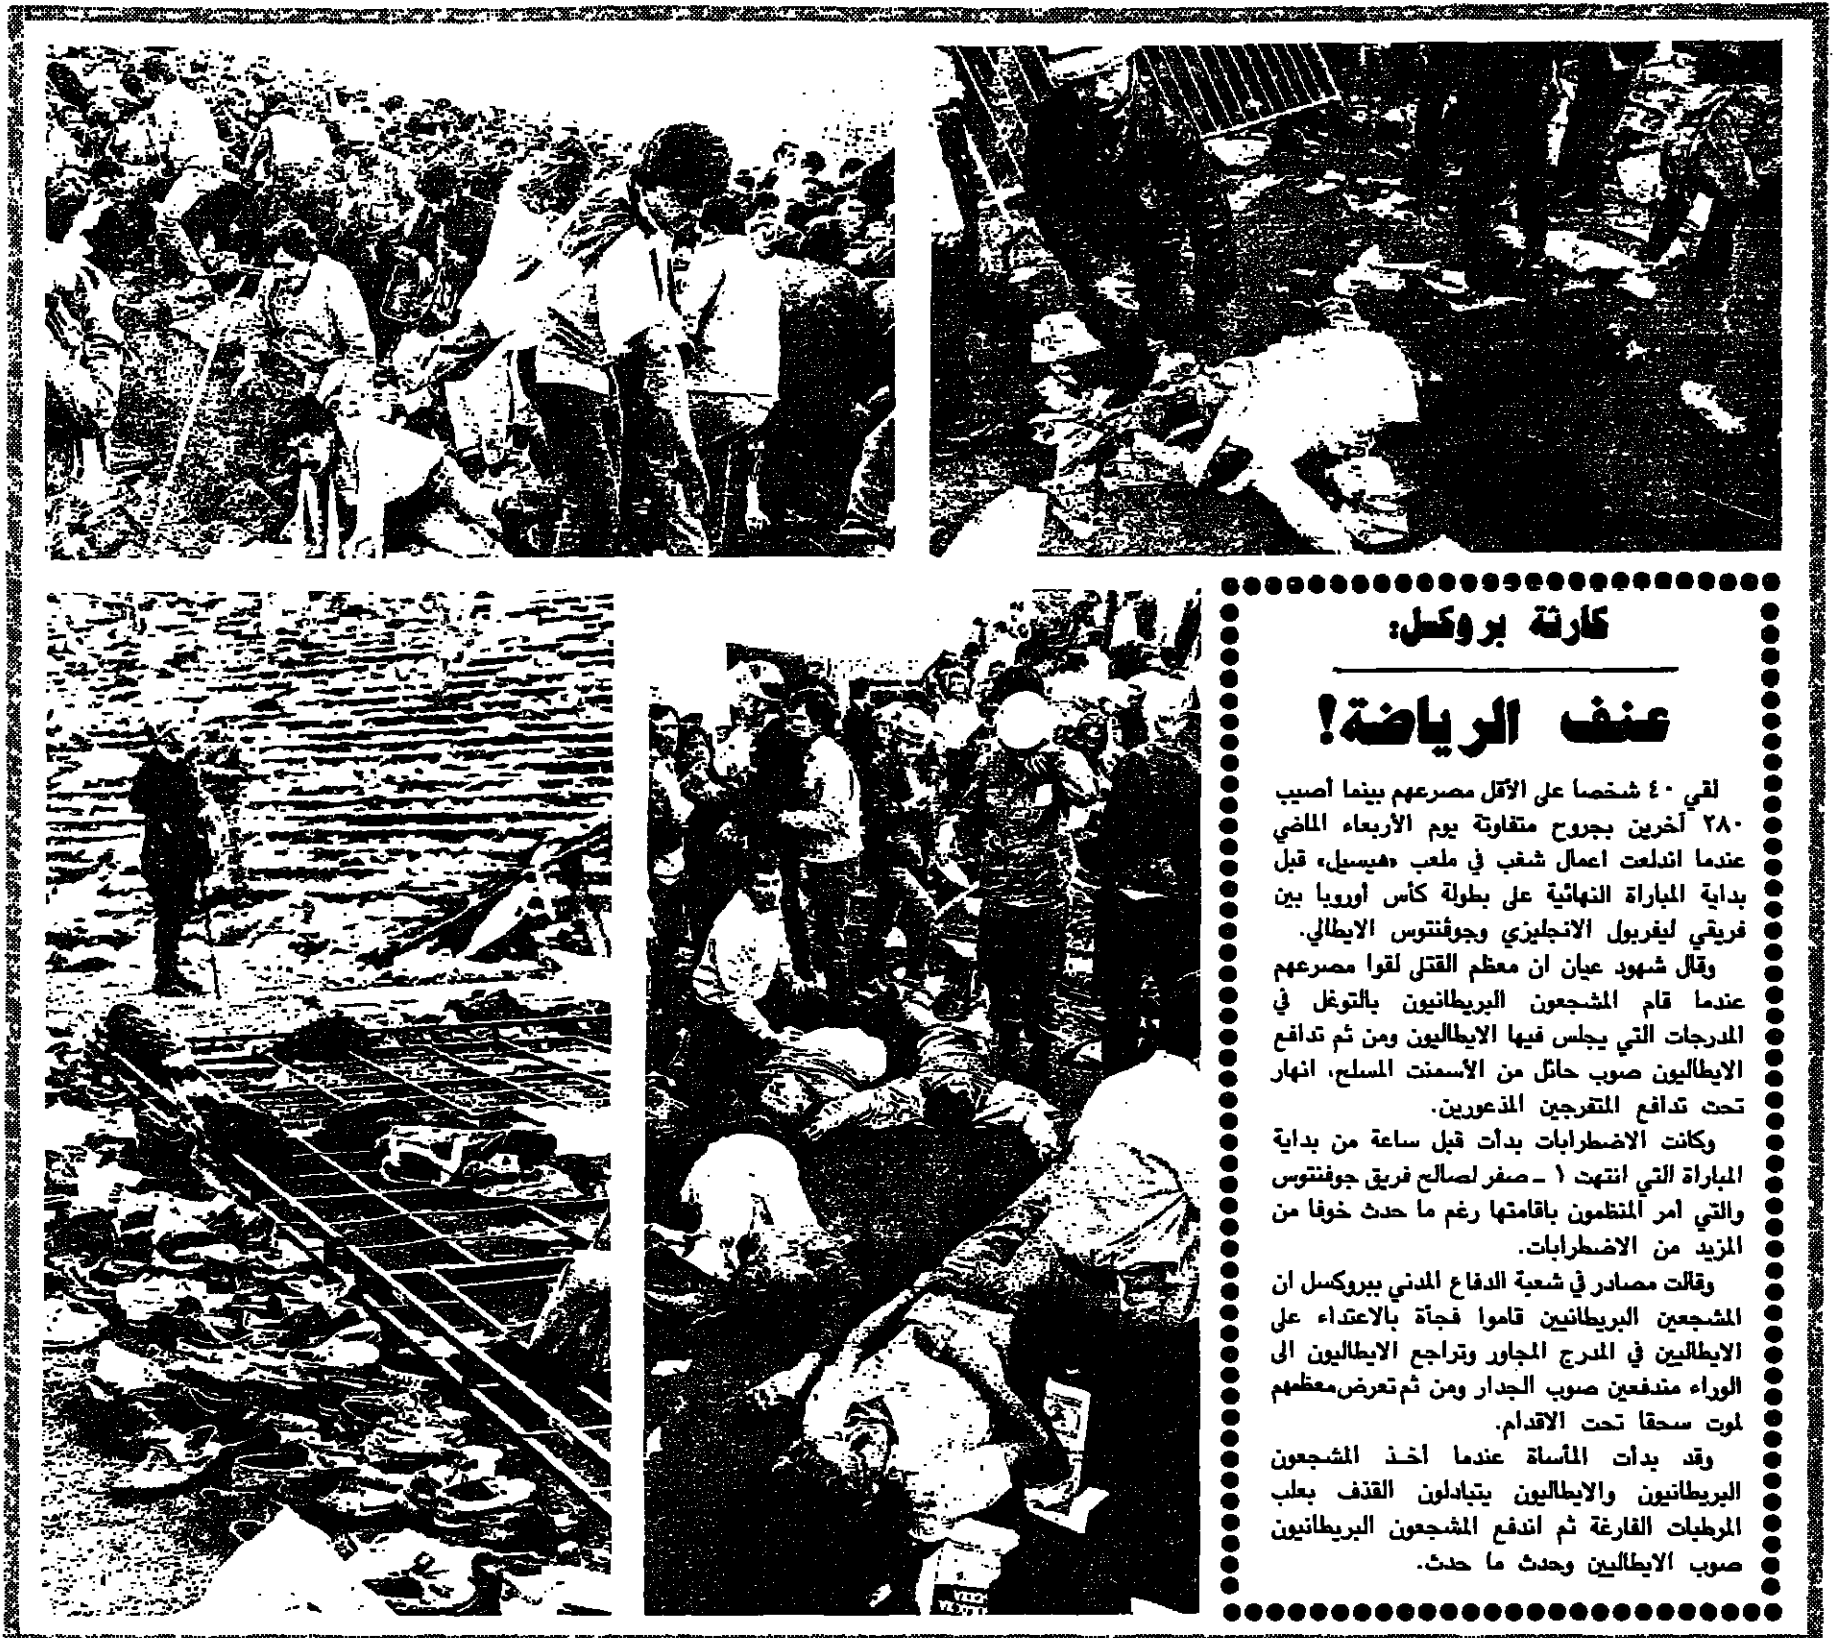 كارثة بروكسل:
عنف الرياضة!
لقي ٤٠ شخصا على الأقل مصرعهم بينما أصيب
٢٨٠ آخرين بجروح متفاوتة يوم الأربعاء الماضي
عندما اندلعت اعمال شغب في ملعب «هيسيل» قبل
بداية المباراة النهائية على بطولة كأس أوروبا بين
فريقي ليفربول الانجليزي وجوڤنتوس الايطالي.
وقال شهود عيان ان معظم القتلى لقوا مصرعهم
عندما قام المشجعون البريطانيون بالتوغل في
المدرجات التي يجلس فيها الايطاليون ومن ثم تدافع
الايطاليون صوب حائل من الأسمنت المسلح، انهار
تحت تدافع المتفرجين المذعورين.
وكانت الاضطرابات بدأت قبل ساعة من بداية
المباراة التي انتهت ١ ـ صفر لصالح فريق جوفنتوس
والتي أمر المنظمون باقامتها رغم ما حدث خوفا من
المزيد من الاضطرابات.
وقالت مصادر في شعبة الدفاع المدني ببروكسل ان
المشجعين البريطانيين قاموا فجأة بالاعتداء على
الايطاليين في المدرج المجاور وتراجع الايطاليون الى
الوراء مندفعين صوب الجدار ومن ثم تعرض معظمهم
لموت سحقا تحت الاقدام.
وقد بدأت المأساة عندما أخـذ المشجعون
البريطانيون والايطاليون يتبادلون القذف بعلب
المرطبات الفارغة ثم اندفع المشجعون البريطانيون
صوب الايطاليين وحدث ما حدث.